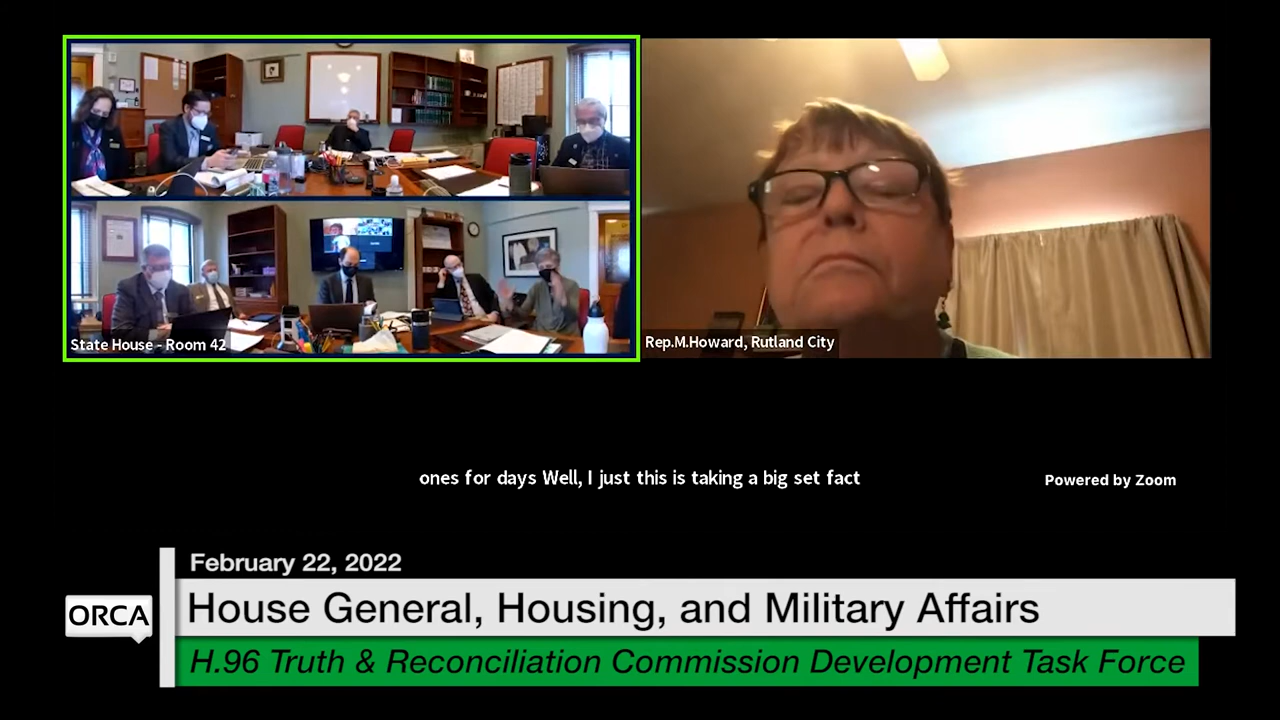 State House - Room 42
Rep.M.Howard, Rutland City
ones for days Well, I just this is taking a big set fact
Powered by Zoom
February 22, 2022
ORCA
House General, Housing, and Military Affairs
H.96 Truth & Reconciliation Commission Development Task Force